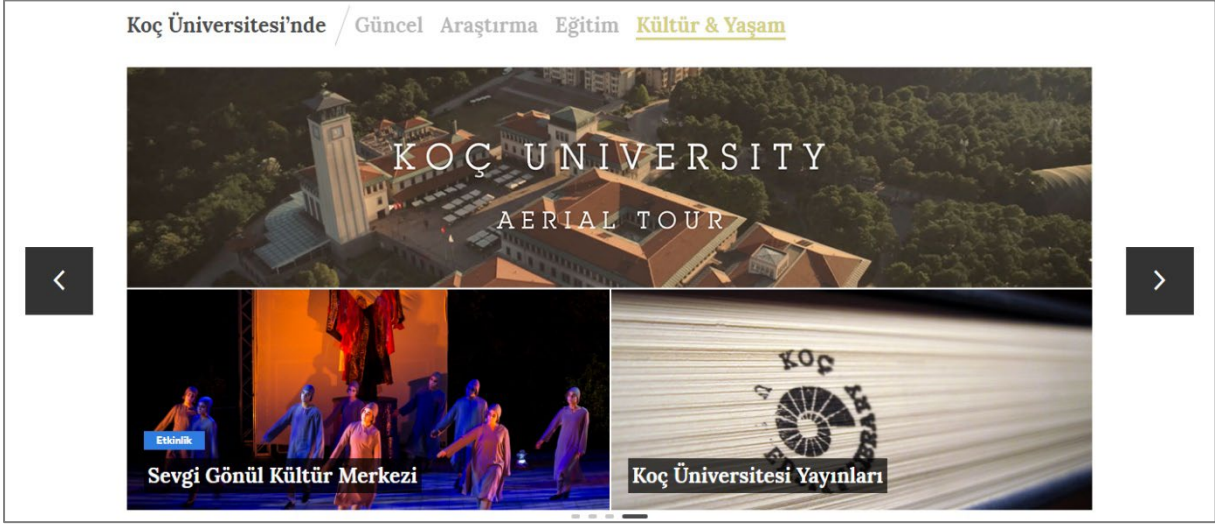 Koç Üniversitesi’nde / Güncel Araştırma Eğitim Kültür & Yaşam
KOÇ UNIVERSITY
AERIAL TOUR
Etkinlik
Sevgi Gönül Kültür Merkezi
KOÇ
Koç Üniversitesi Yayınları